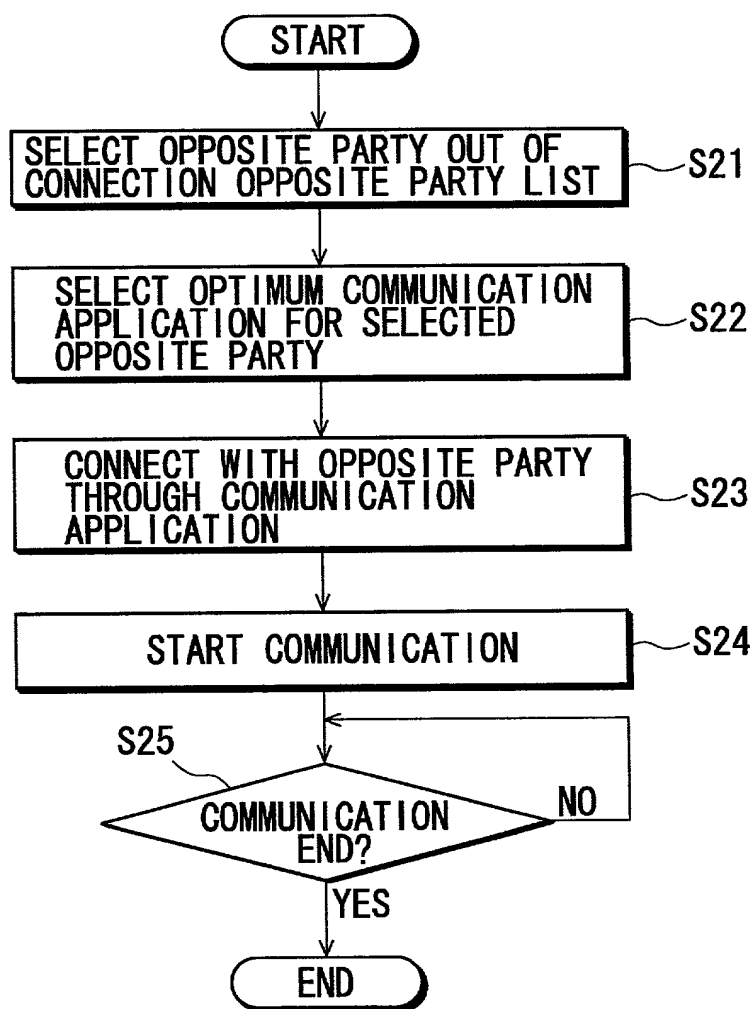 START
SELECT OPPOSITE PARTY OUT OF
CONNECTION OPPOSITE PARTY LIST
S21
SELECT OPTIMUM COMMUNICATION
APPLICATION FOR SELECTED
OPPOSITE PARTY
S22
CONNECT WITH OPPOSITE PARTY
THROUGH COMMUNICATION
APPLICATION
S23
START COMMUNICATION
S24
S25
COMMUNICATION
END?
NO
YES
END